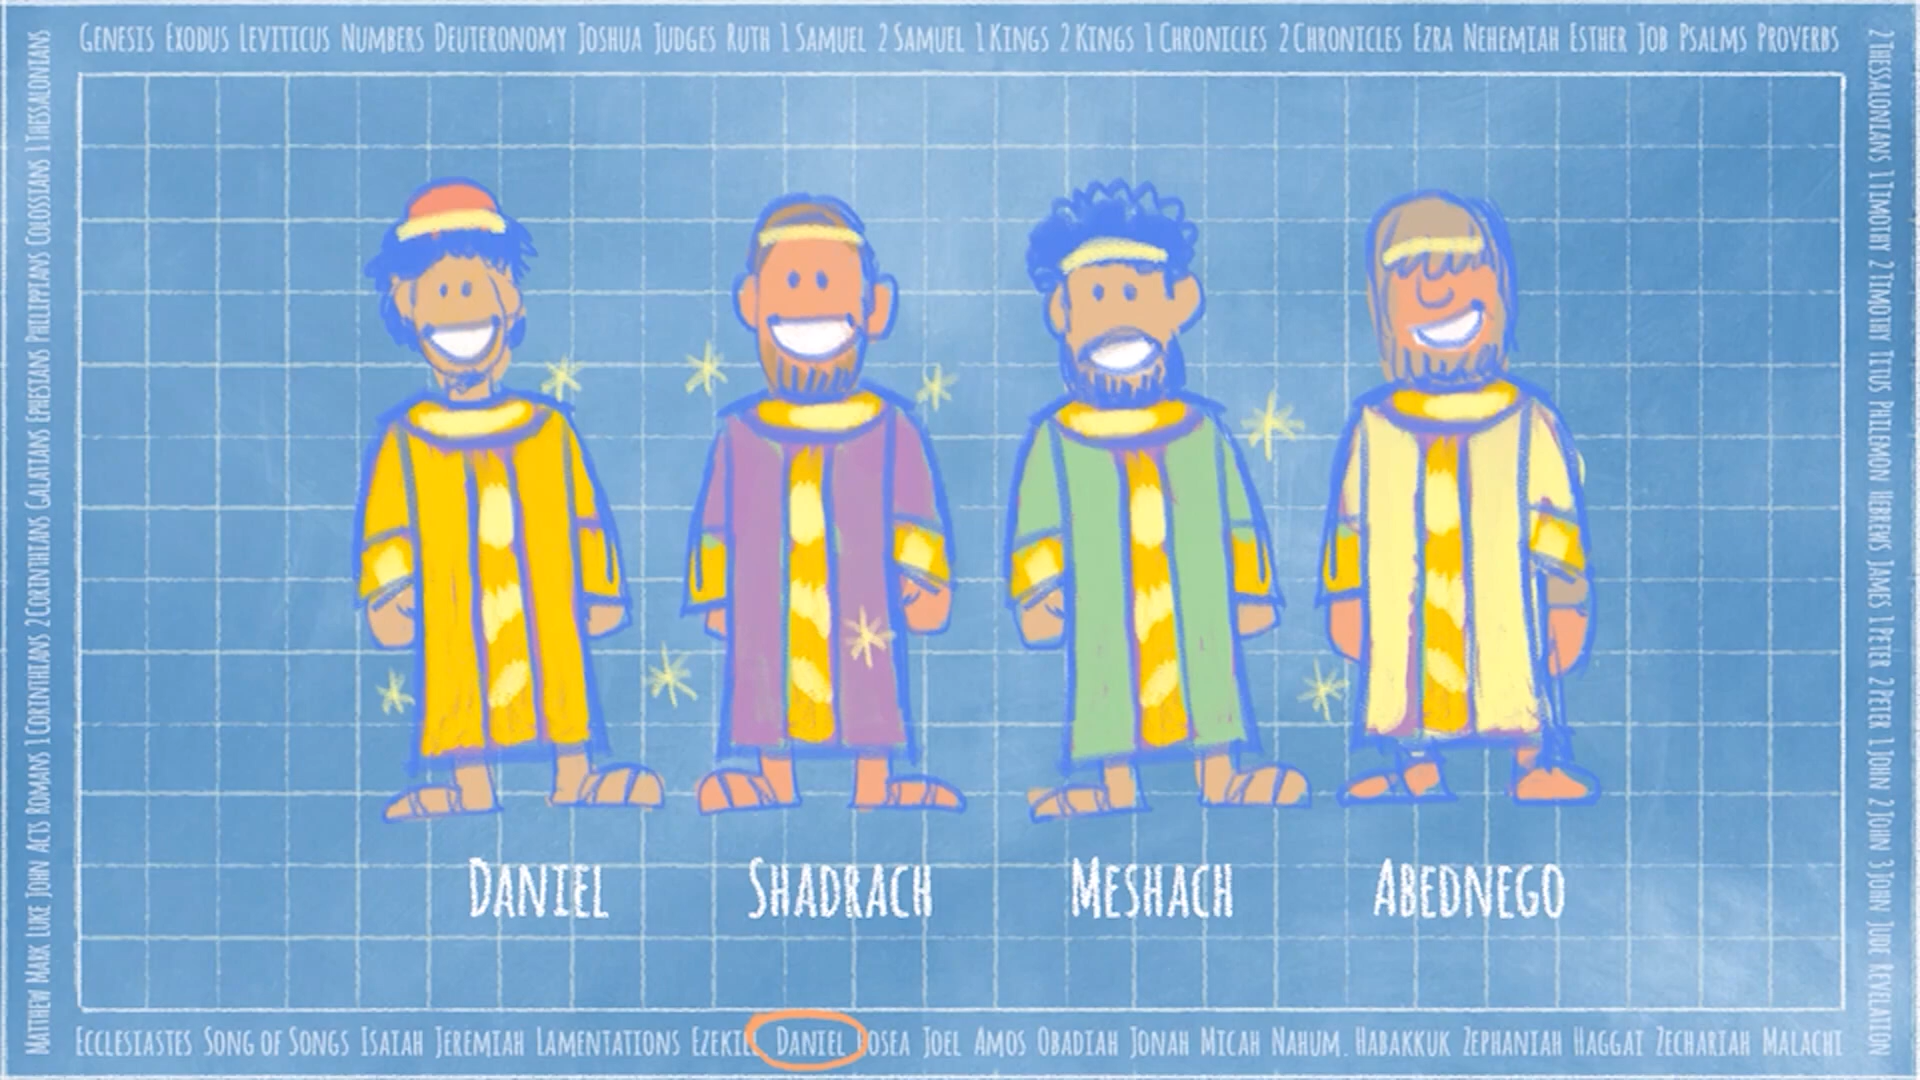 GENESIS EXODUS LEVITICUS NUMBERS DEUTERONOMY JOSHUA JUDGES RUTH 1 SAMUEL 2 SAMUEL 1 KINGS 2 KINGS 1 CHRONICLES 2 CHRONICLES EZRA NEHEMIAH ESTHER JOB PSALMS PROVERBS
MATTHEW MARK LUKE JOHN ACTS ROMANS 1 CORINTHIANS 2 CORINTHIANS GALATIANS EPHESIANS PHILIPPIANS COLOSSIANS 1 THESSALONIANS
2 THESSALONIANS 1 TIMOTHY 2 TIMOTHY TITUS PHILEMON HEBREWS JAMES 1 PETER 2 PETER 1 JOHN 2 JOHN 3 JOHN JUDE REVELATION
DANIEL SHADRACH MESHACH ABEDNEGO
ECCLESIASTES SONG OF SONGS ISAIAH JEREMIAH LAMENTATIONS DANIEL JOEL AMOS OBADIAH JONAH MICAH NAHUM. HABAKKUK ZEPHANIAH HAGGAI ZECHARIAH MALACHI